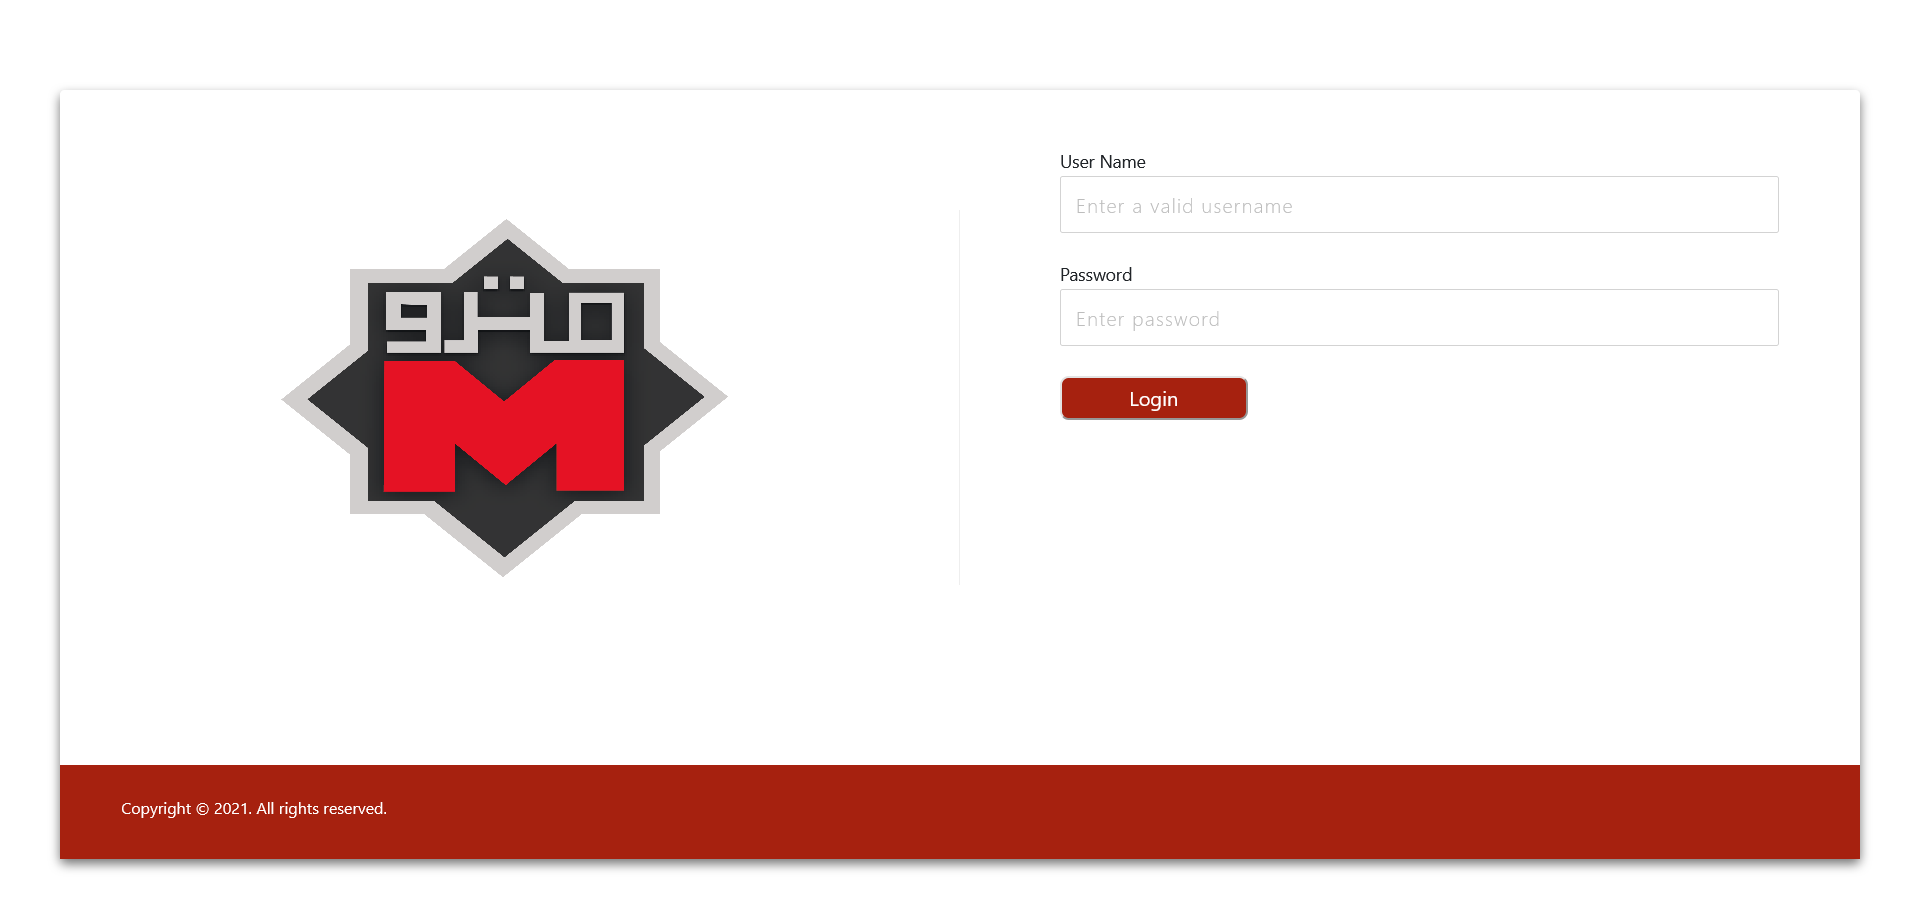 مترو
M
User Name
Enter a valid username
Password
Enter password
Login
Copyright © 2021. All rights reserved.